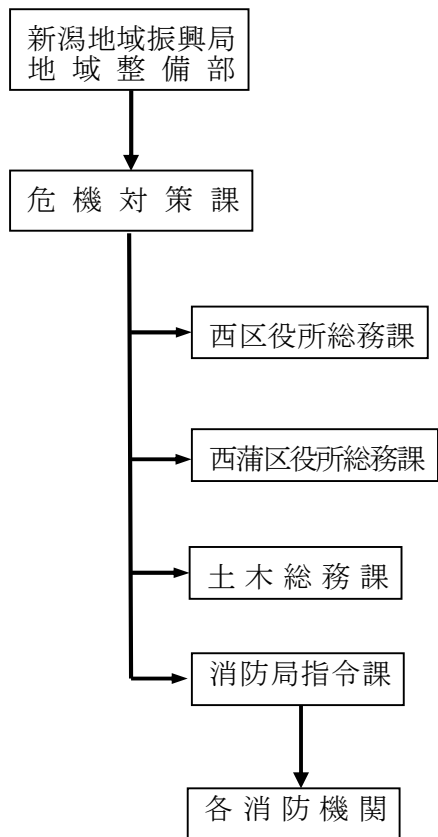 新潟地域振興局
地域整備部
危機対策課
西区役所総務課
西蒲区役所総務課
土木総務課
消防局指令課
各消防機関